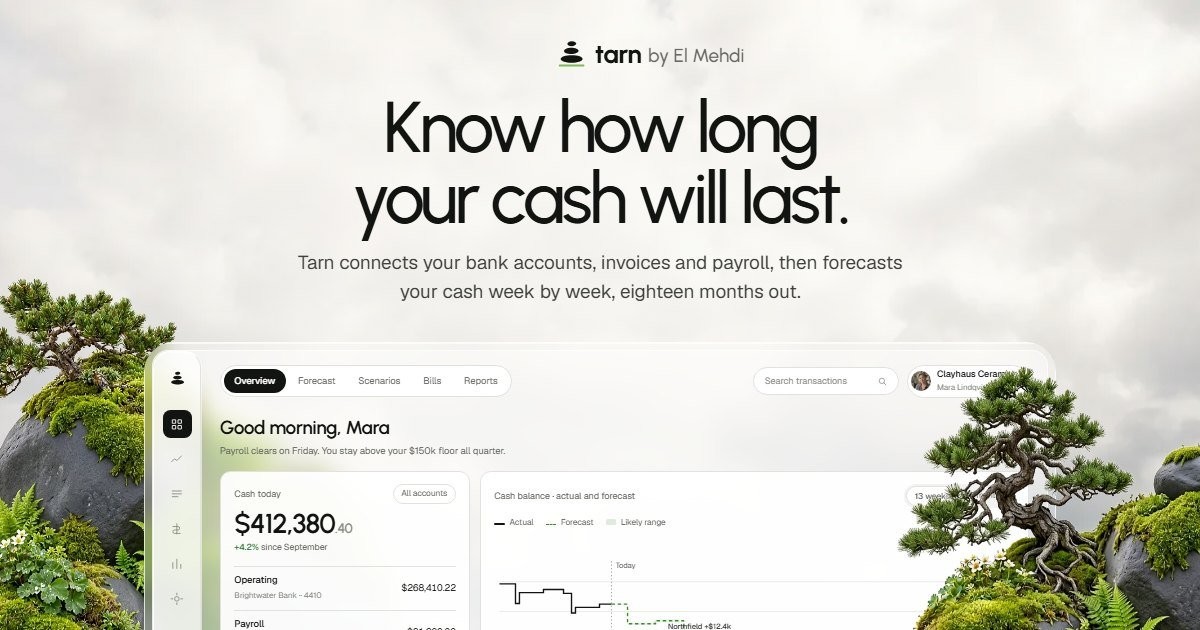 tarn by El Mehdi
Know how long
your cash will last.
Tarn connects your bank accounts, invoices and payroll, then forecasts
your cash week by week, eighteen months out.
Overview Forecast Scenarios Bills Reports
Search transactions
Clayhaus
Mara
Good morning, Mara
Payroll clears on Friday. You stay above your $150k floor all quarter.
Cash today
All accounts
$412,380.40
+4.2% since September
Operating
Brightwater Bank - 4410
$268,410.22
Payroll
Cash balance · actual and forecast
13
Actual Forecast Likely range
Today
Northfield +$12.4k